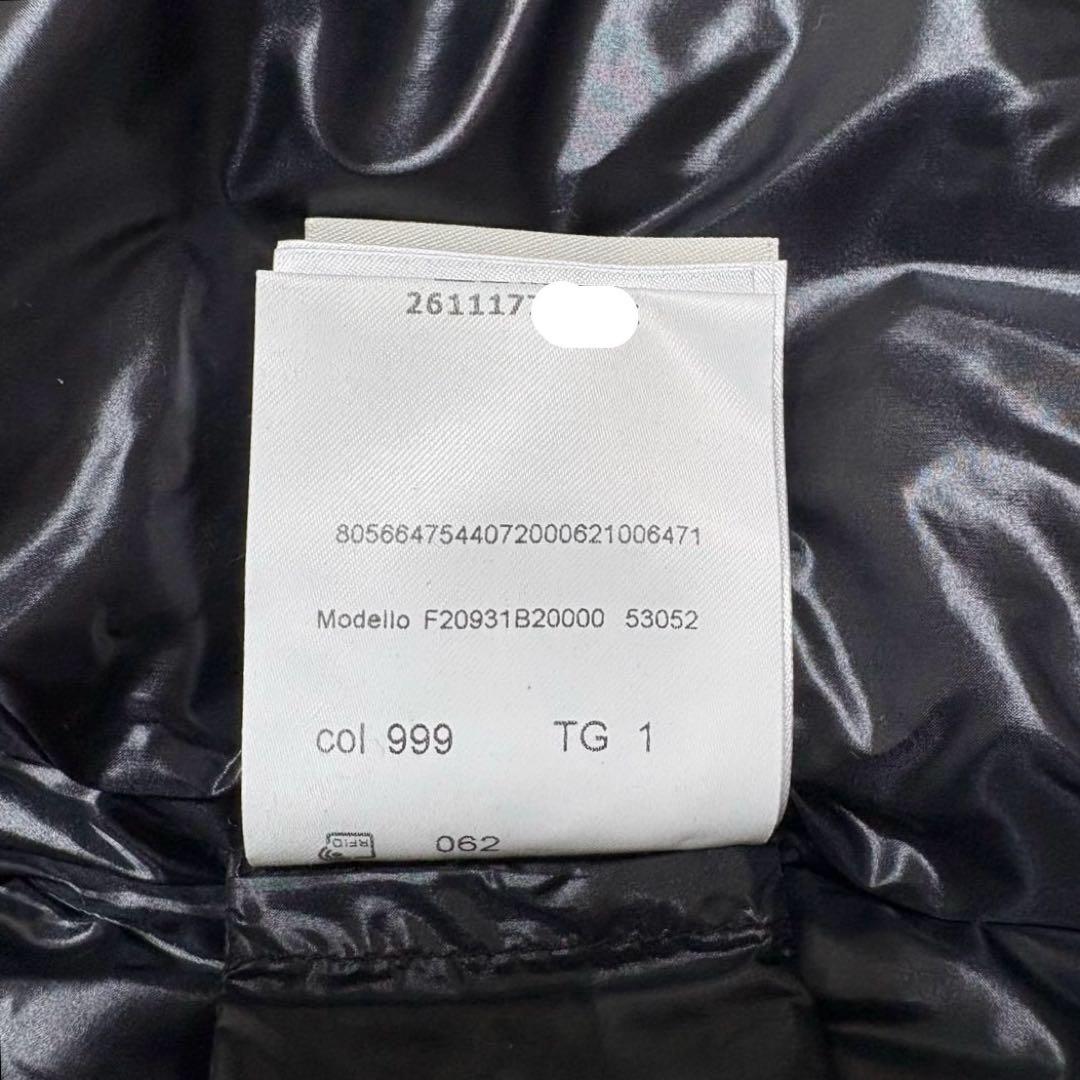 261117
8056647544072000621006471
Modello F20931B20000 53052
col 999 TG 1
RFID 062